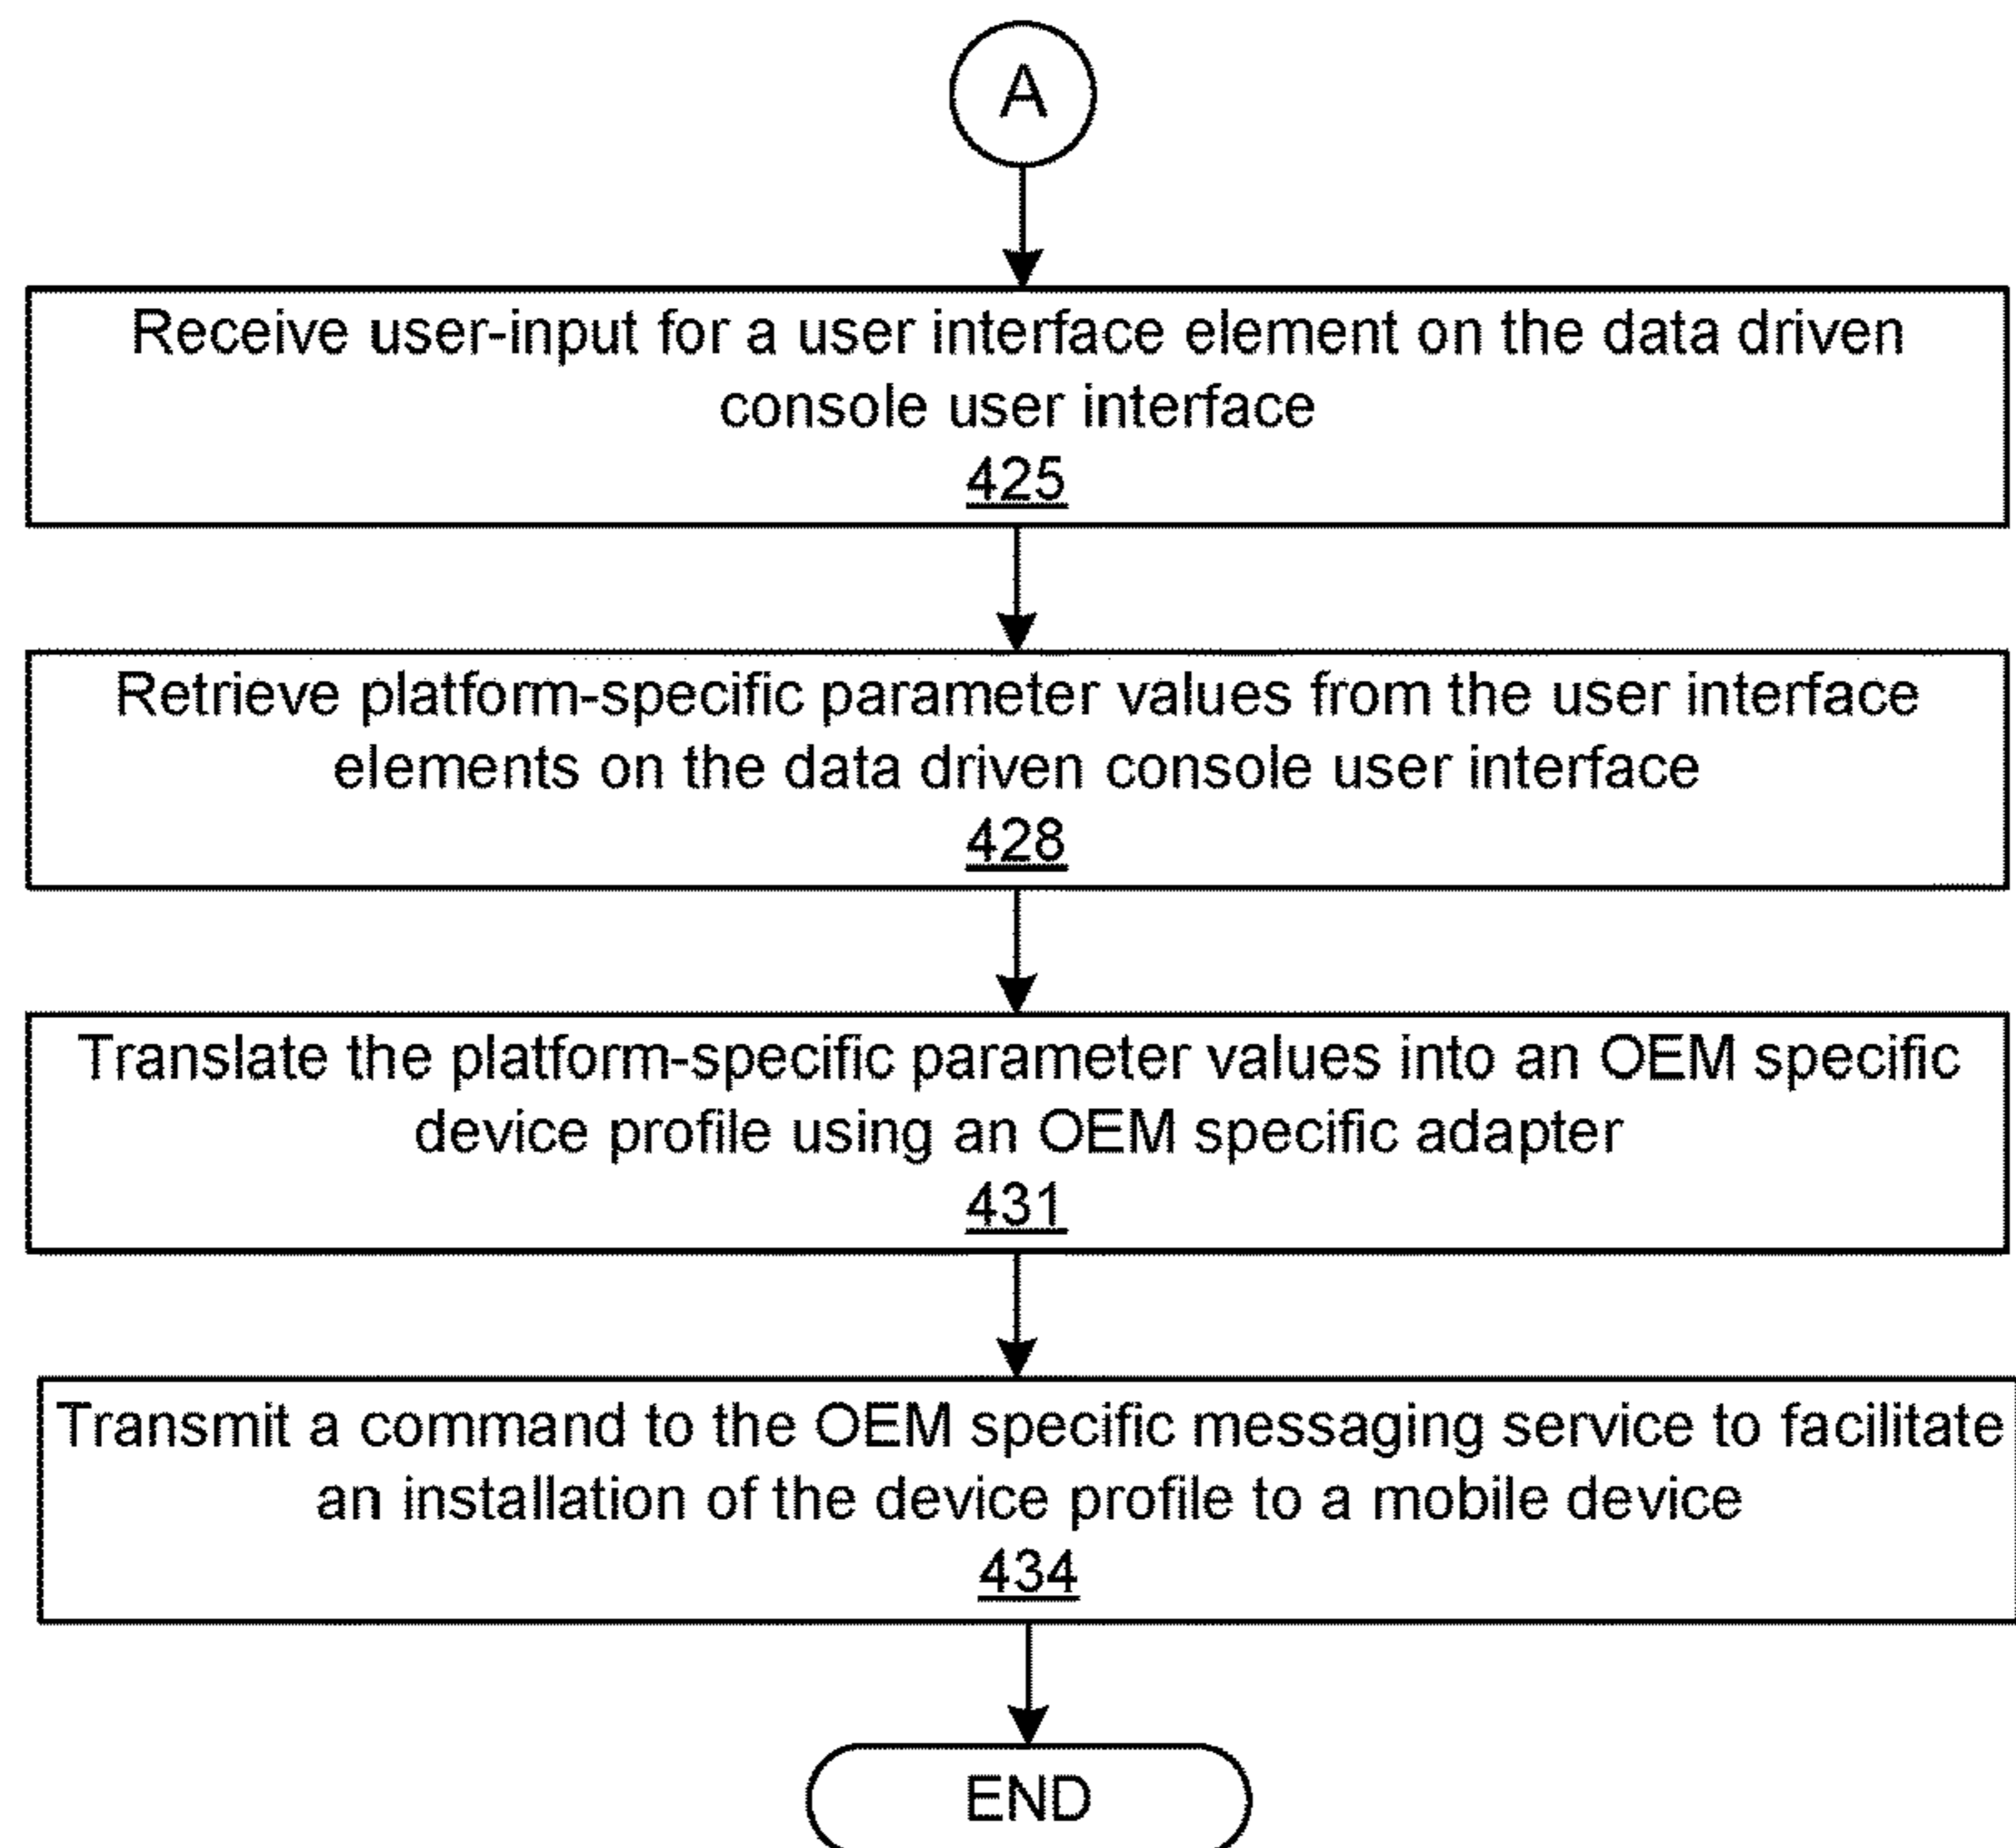 A
Receive user-input for a user interface element on the data driven
console user interface
425
Retrieve platform-specific parameter values from the user interface
elements on the data driven console user interface
428
Translate the platform-specific parameter values into an OEM specific
device profile using an OEM specific adapter
431
Transmit a command to the OEM specific messaging service to facilitate
an installation of the device profile to a mobile device
434
END